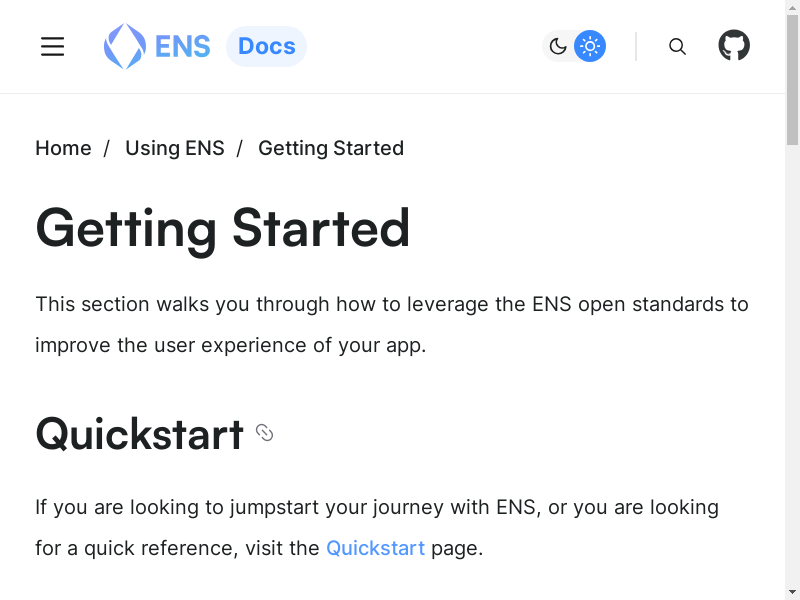 ENS Docs
Home / Using ENS / Getting Started
Getting Started
This section walks you through how to leverage the ENS open standards to
improve the user experience of your app.
Quickstart
If you are looking to jumpstart your journey with ENS, or you are looking
for a quick reference, visit the Quickstart page.